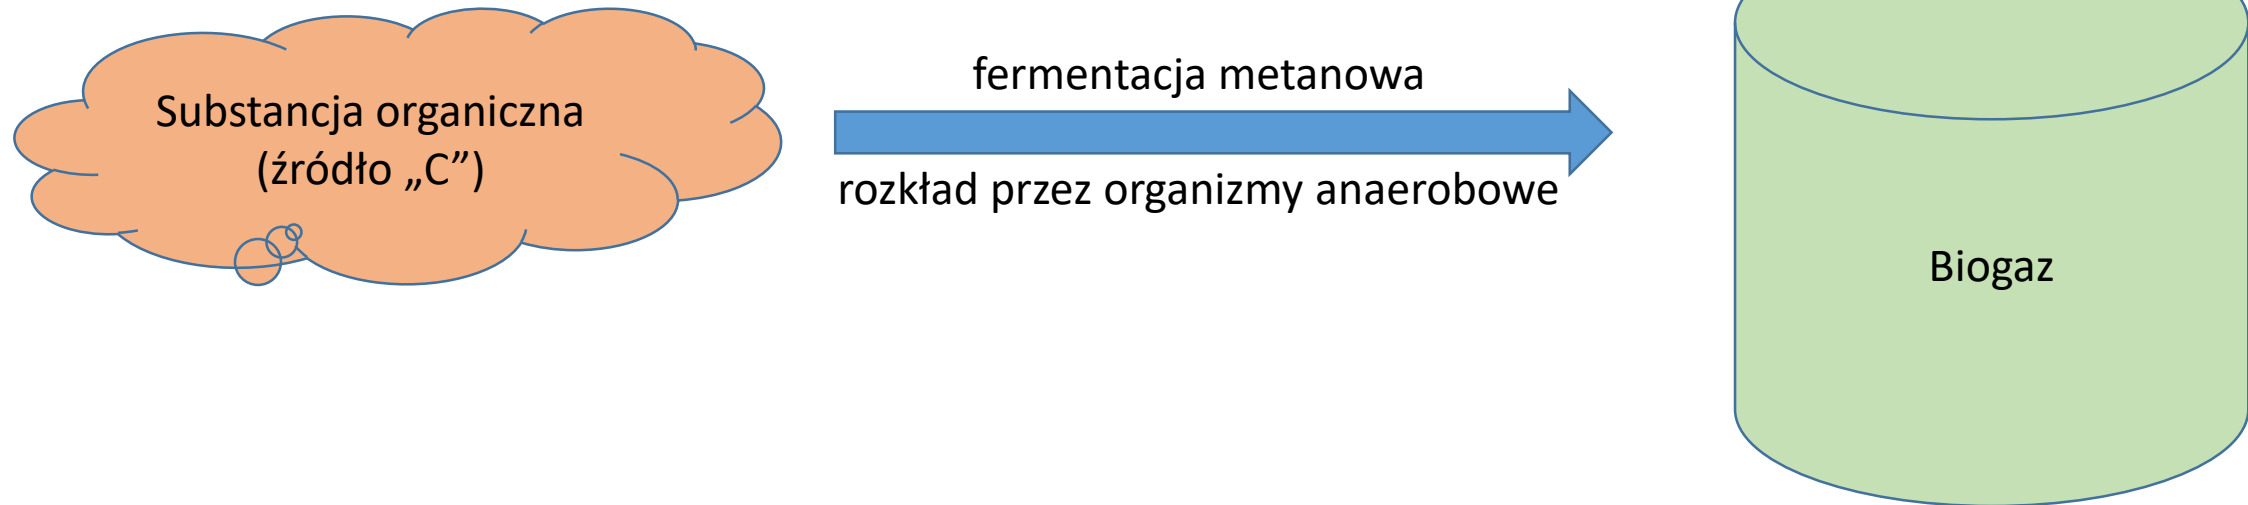 Substancja organiczna
(źródło „C”)
fermentacja metanowa
rozkład przez organizmy anaerobowe
Biogaz